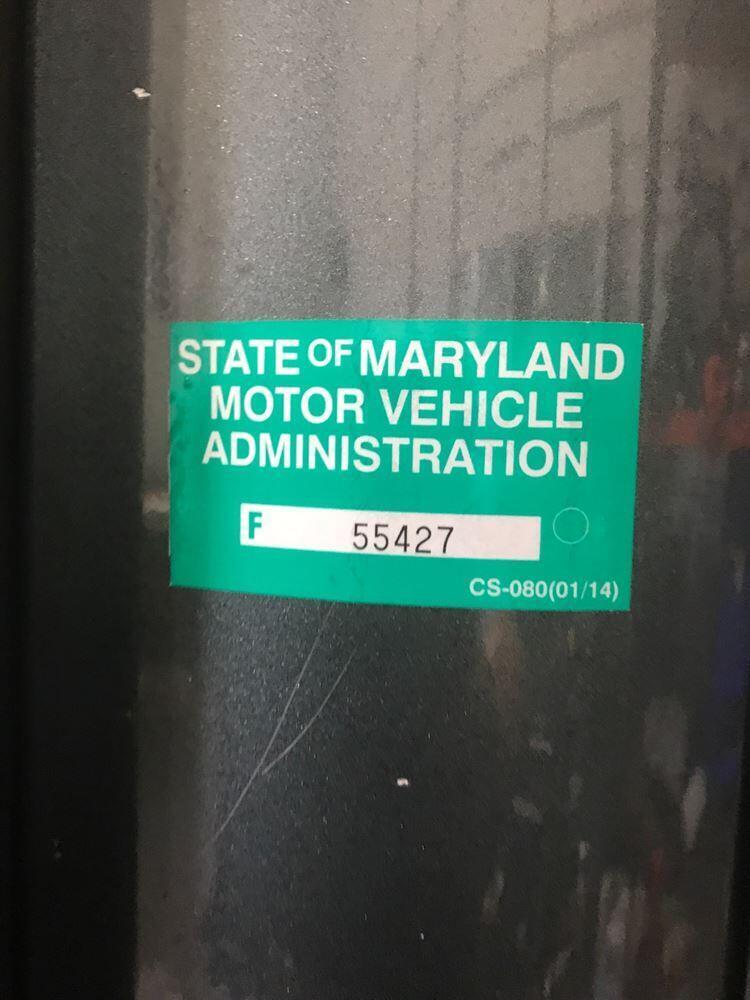 STATE OF MARYLAND
MOTOR VEHICLE
ADMINISTRATION
F 55427
CS-080(01/14)